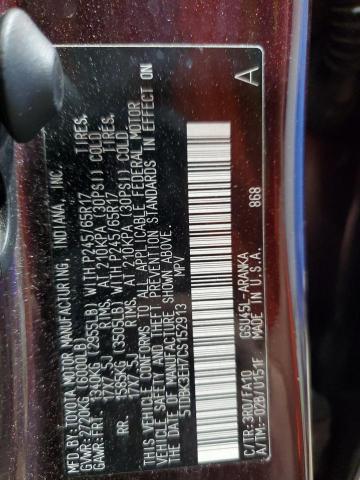 MFD. BY:
TOYOTA MOTOR MANUFACTURING, INDIANA, INC.
GVWR: 2720KG (6000LB)
GAWR: FRT. 1340KG (2955LB) WITH P245/65R17 TIRES,
17X7.5J RIMS, AT 210KPA (30PSI) COLD
RR. 1585KG (3595LB) WITH P245/65R17 TIRES,
17X7.5J RIMS, AT 210KPA (30PSI) COLD
THIS VEHICLE CONFORMS TO ALL APPLICABLE FEDERAL MOTOR
VEHICLE SAFETY AND THEFT PREVENTION STANDARDS IN EFFECT ON
THE DATE OF MANUFACTURE SHOWN ABOVE.
5TDBK3EH7CS152913 MPV
A
868
C/TR: 3R0/FA10 GSU45L-ARANKA
A/TM: -02B/U151F MADE IN U.S.A.